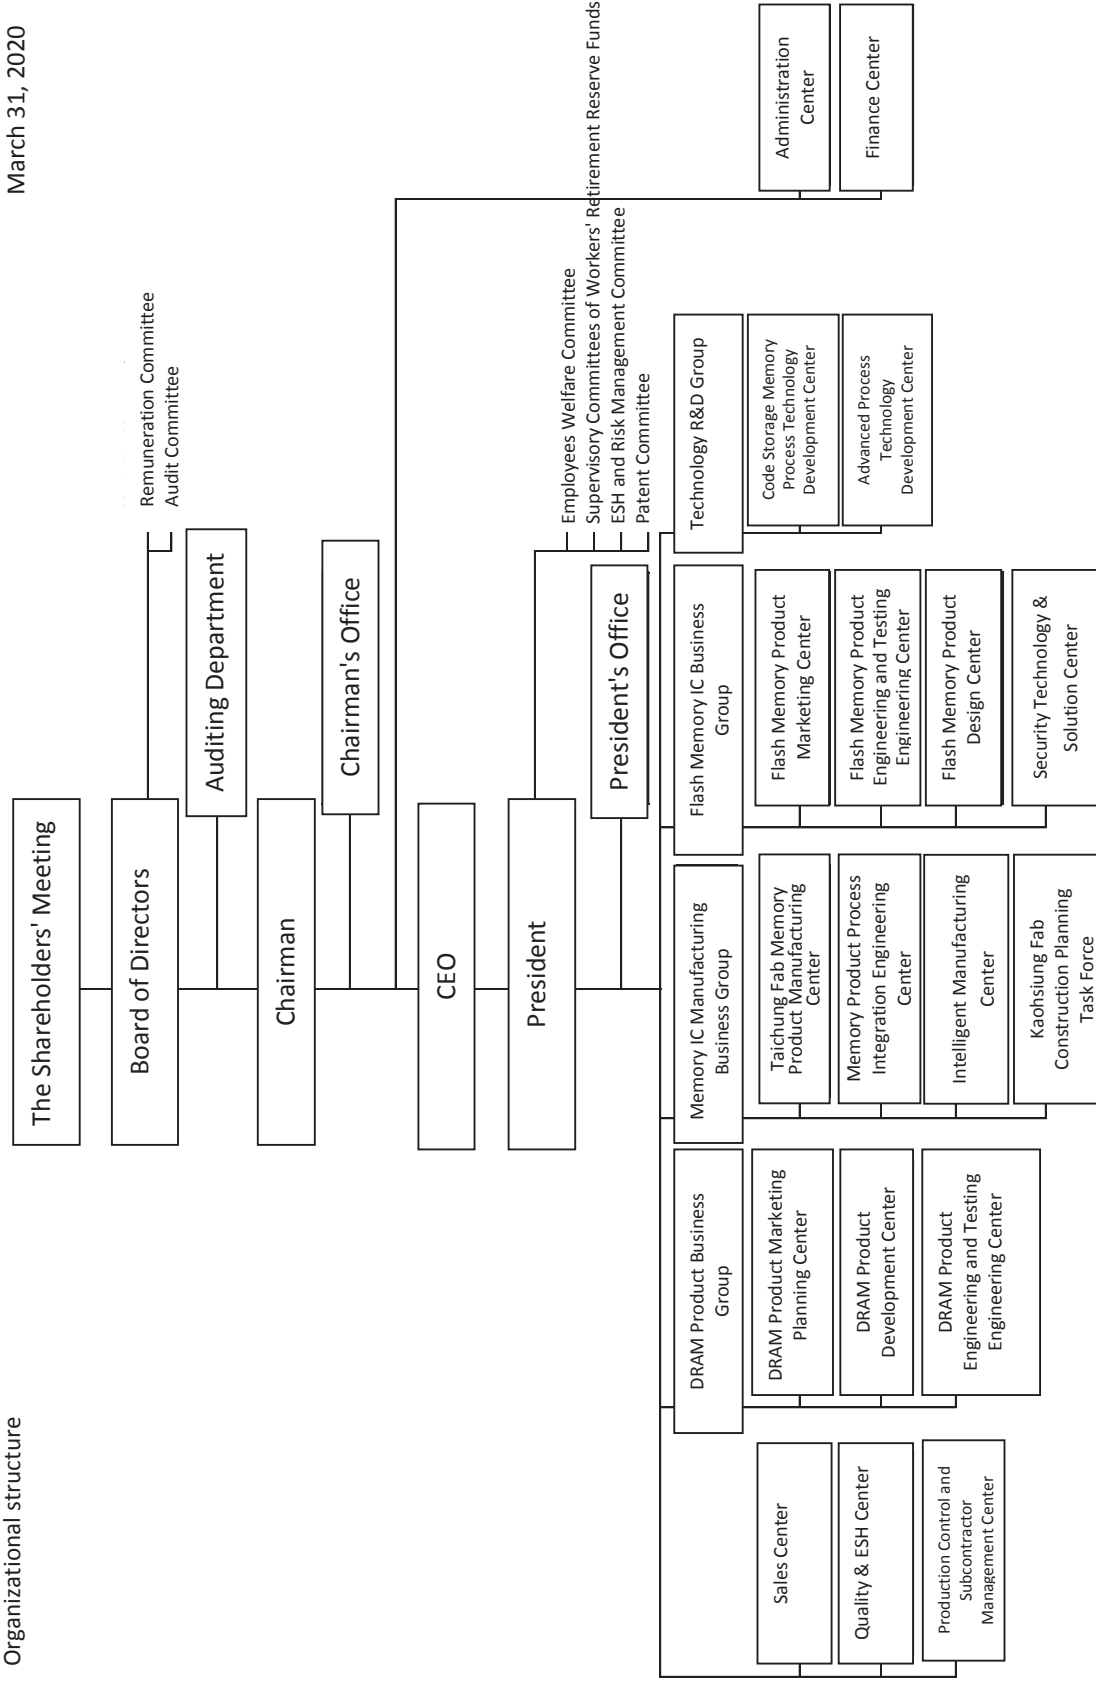 Organizational structure
March 31, 2020
The Shareholders' Meeting
Board of Directors
Remuneration Committee
Audit Committee
Auditing Department
Chairman
Chairman's Office
CEO
President
Employees Welfare Committee
Supervisory Committees of Workers' Retirement Reserve Funds
ESH and Risk Management Committee
Patent Committee
President's Office
Sales Center
Quality & ESH Center
Production Control and
Subcontractor
Management Center
DRAM Product Business
Group
DRAM Product Marketing
Planning Center
DRAM Product
Development Center
DRAM Product
Engineering and Testing
Engineering Center
Memory IC Manufacturing
Business Group
Taichung Fab Memory
Product Manufacturing
Center
Memory Product Process
Integration Engineering
Center
Intelligent Manufacturing
Center
Kaohsiung Fab
Construction Planning
Task Force
Flash Memory IC Business
Group
Flash Memory Product
Marketing Center
Flash Memory Product
Engineering and Testing
Engineering Center
Flash Memory Product
Design Center
Security Technology &
Solution Center
Technology R&D Group
Code Storage Memory
Process Technology
Development Center
Advanced Process
Technology
Development Center
Administration
Center
Finance Center